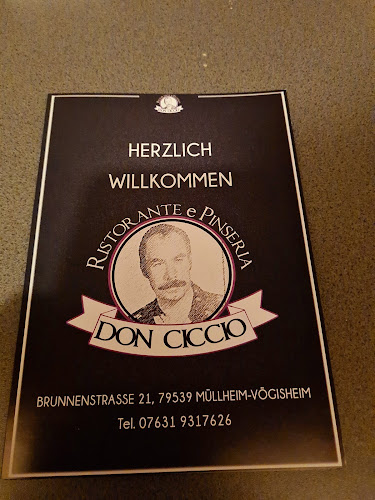 HERZLICH
WILLKOMMEN
RISTORANTE e PINSERIA
DON CICCIO
BRUNNENSTRASSE 21, 79539 MÜLLHEIM-VÖGISHEIM
Tel. 07631 9317626